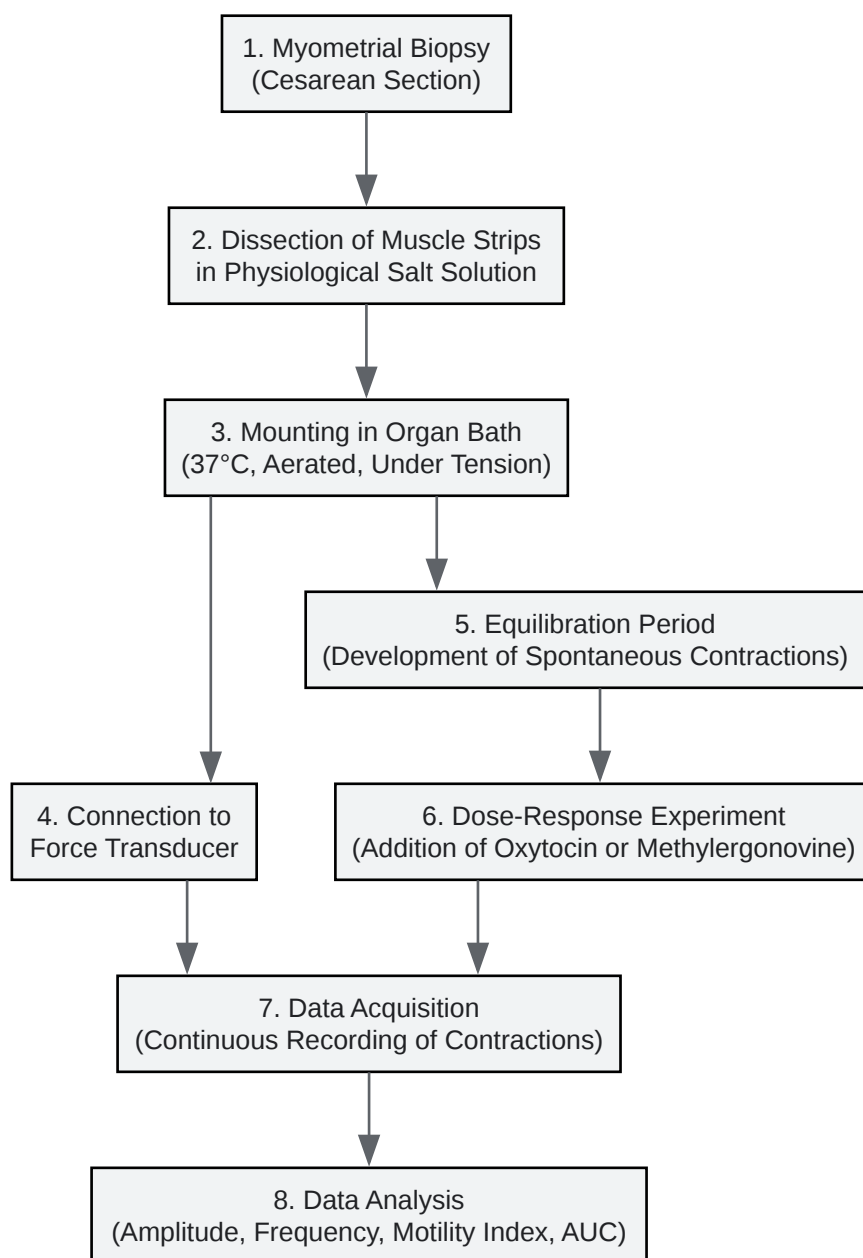 1. Myometrial Biopsy
(Cesarean Section)
2. Dissection of Muscle Strips
in Physiological Salt Solution
3. Mounting in Organ Bath
(37°C, Aerated, Under Tension)
5. Equilibration Period
(Development of Spontaneous Contractions)
4. Connection to
Force Transducer
6. Dose-Response Experiment
(Addition of Oxytocin or Methylergonovine)
7. Data Acquisition
(Continuous Recording of Contractions)
8. Data Analysis
(Amplitude, Frequency, Motility Index, AUC)